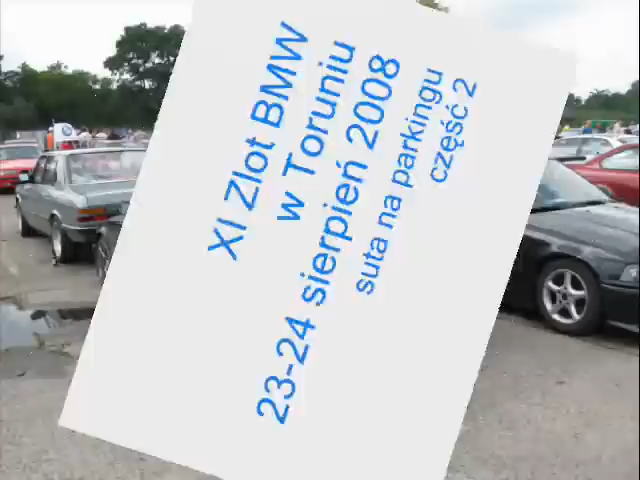 XI Zlot BMW
w Toruniu
23-24 sierpień 2008
suta na parkingu
część 2